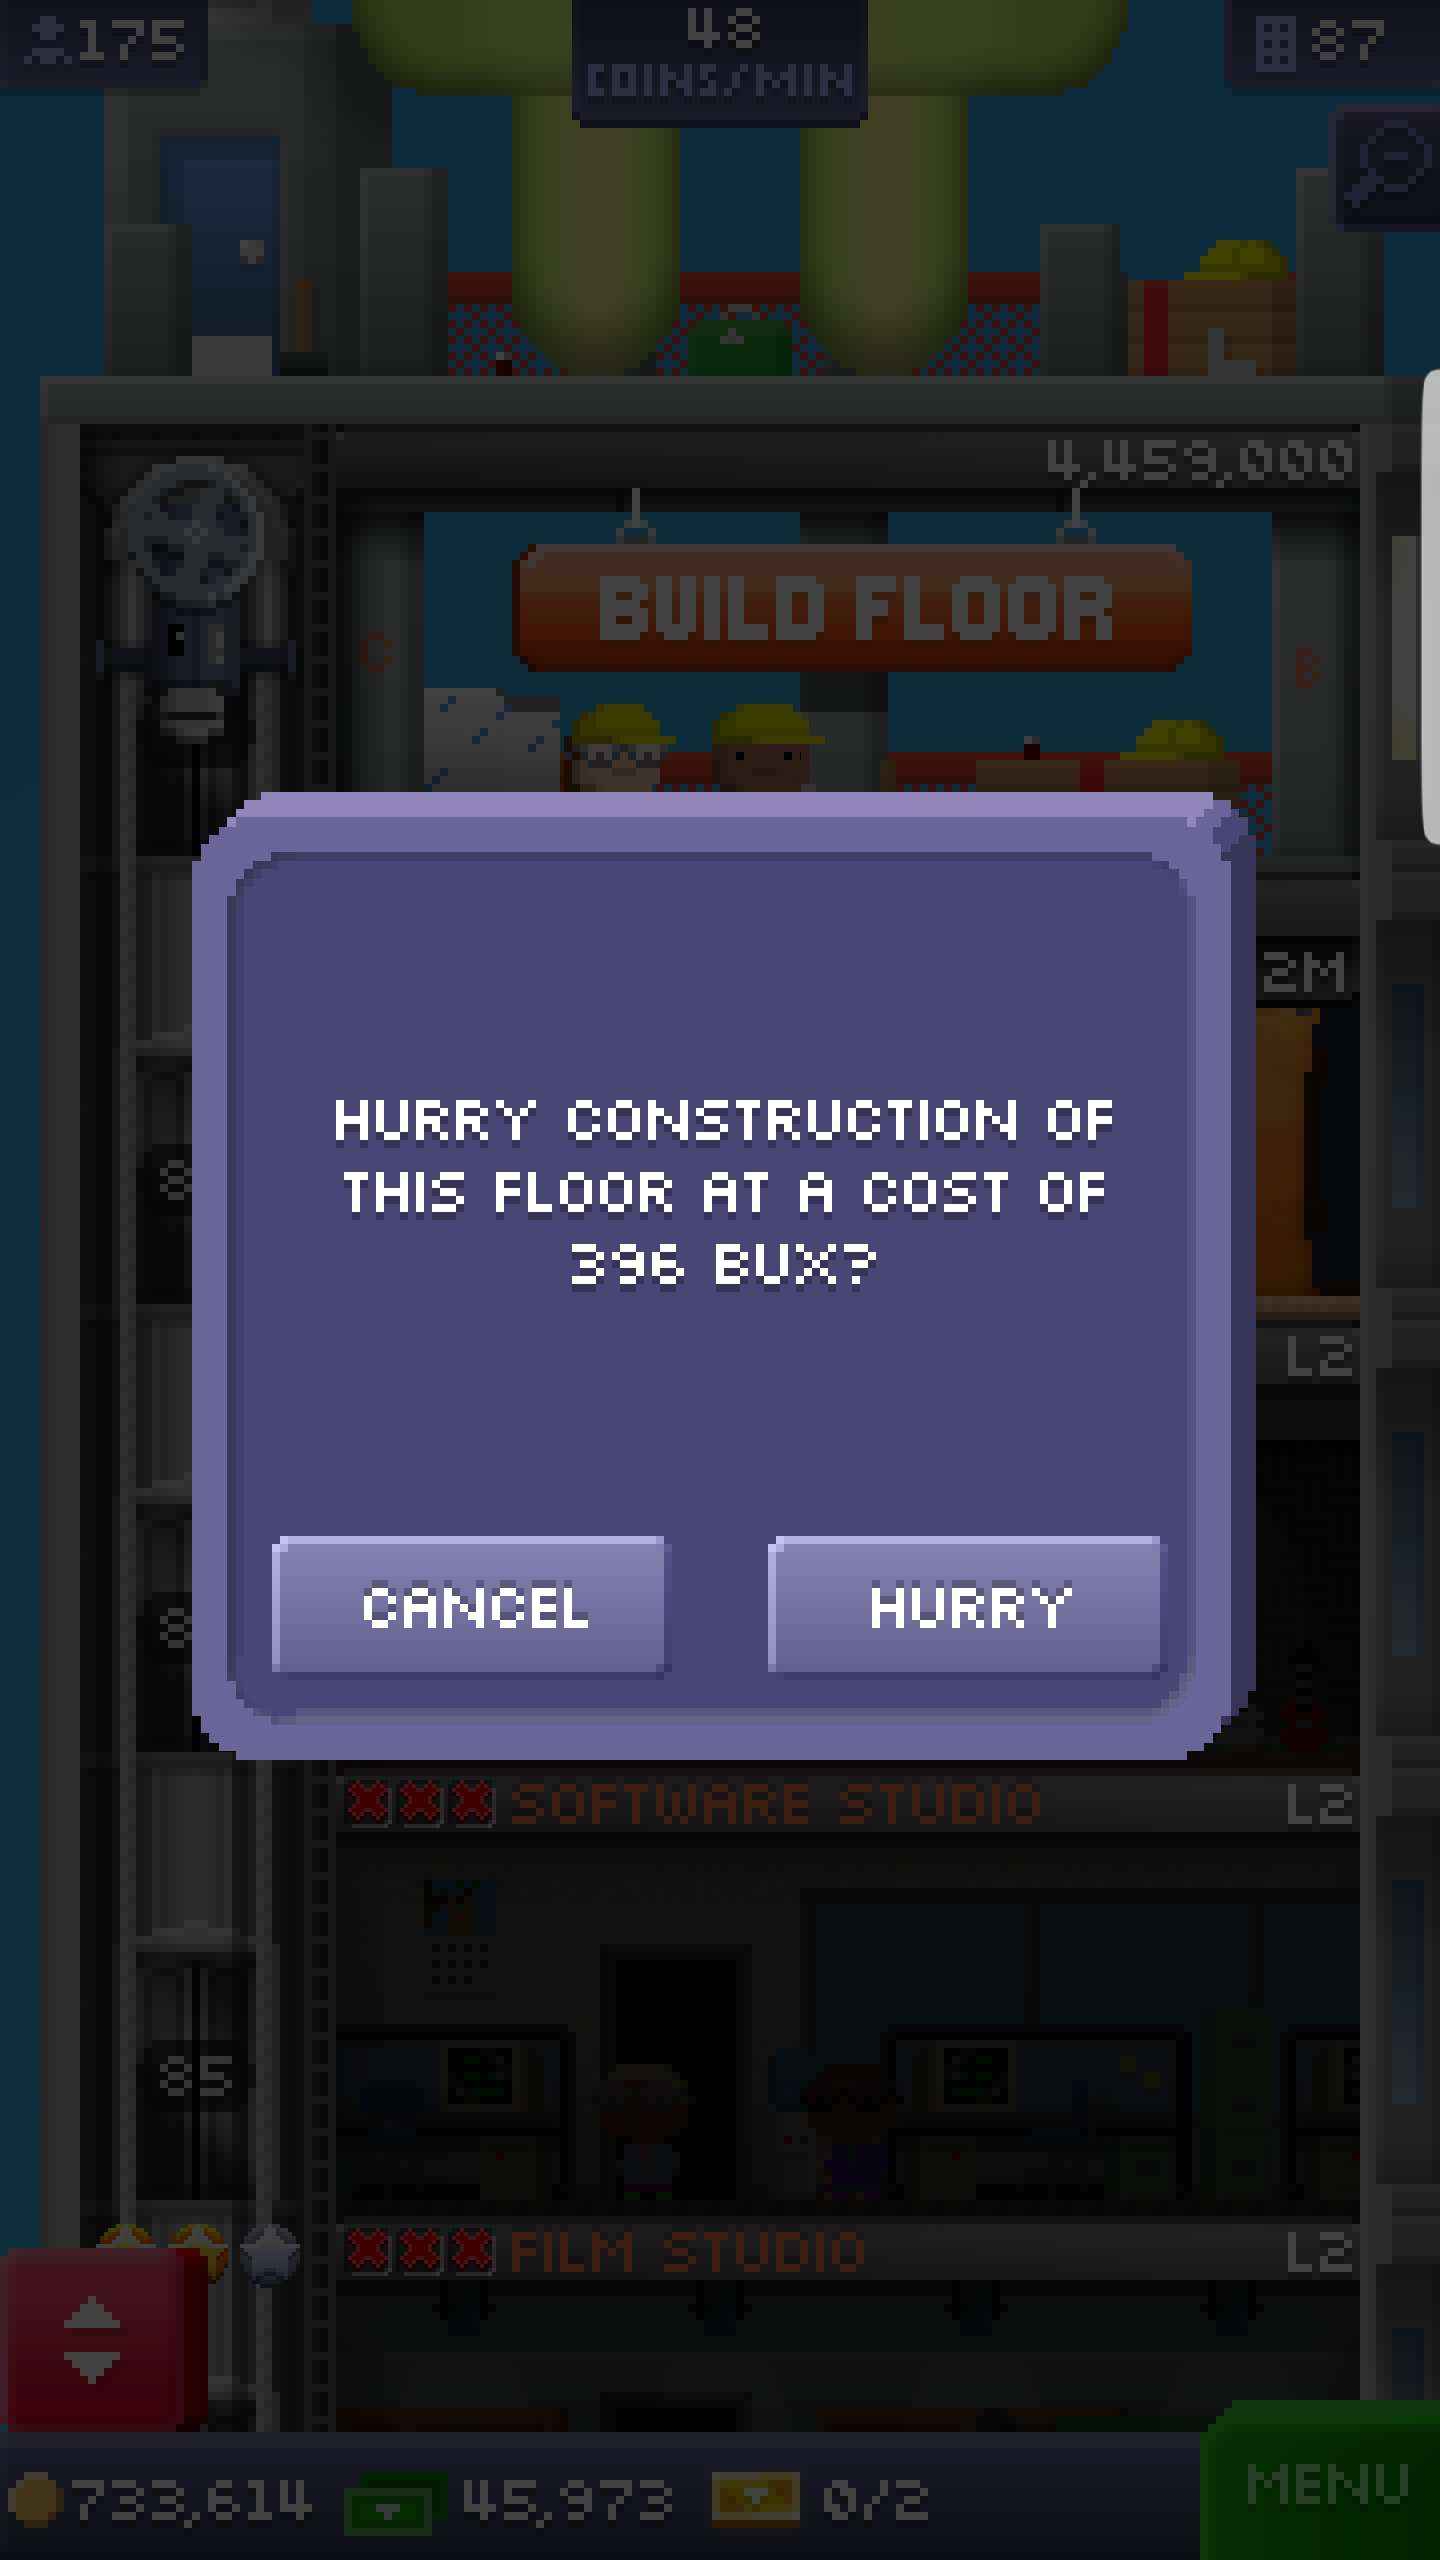 175
48
COINS/MIN
87
4,459,000
BUILD FLOOR
C
B
2M
HURRY CONSTRUCTION OF
THIS FLOOR AT A COST OF
396 BUX?
L2
CANCEL
HURRY
SOFTWARE STUDIO
L2
85
FILM STUDIO
L2
733,614
45,973
0/2
MENU